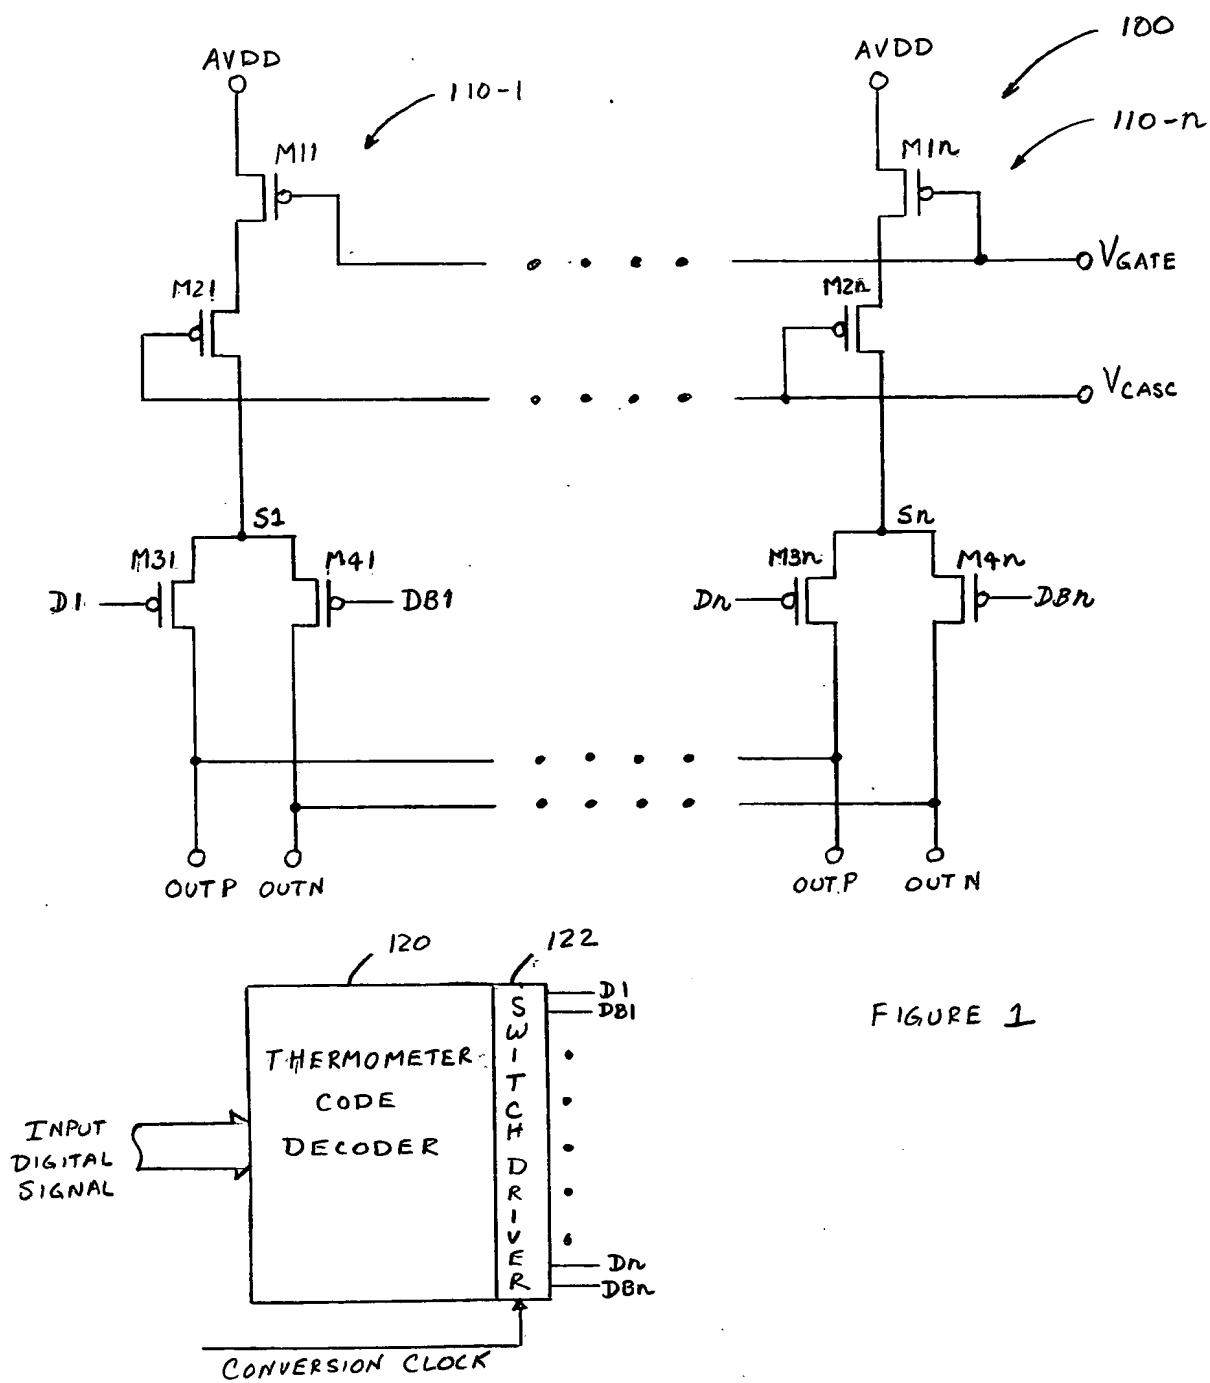 100
AVDD
AVDD
110-1
110-n
M11
M1n
VGATE
M21
M2n
VCASC
S1
Sn
M31
M41
M3n
M4n
D1
DB1
Dn
DBn
OUTP
OUTN
OUTP
OUTN
120
122
D1
DB1
SWITCH DRIVER
THERMOMETER
CODE
DECODER
INPUT
DIGITAL
SIGNAL
Dn
DBn
CONVERSION CLOCK
FIGURE 1